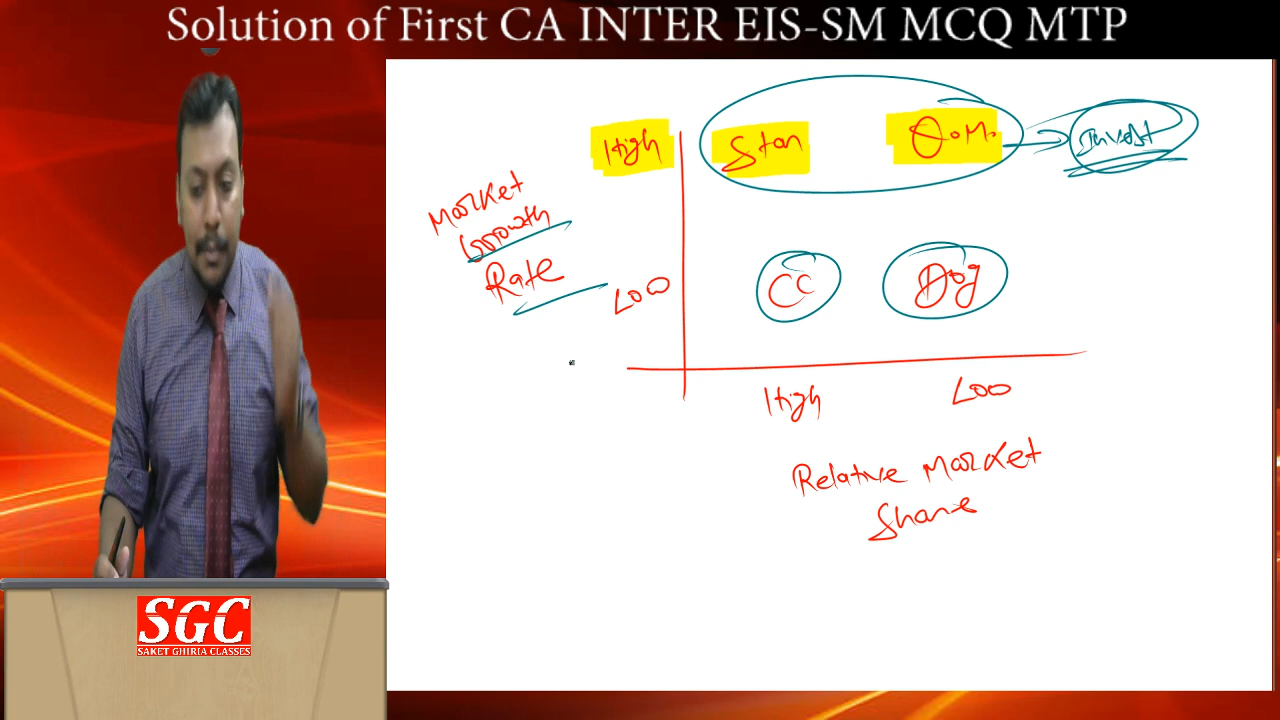 Solution of First CA INTER EIS-SM MCQ MTP
High
Star
Q.M.
Invest
Market
Growth
Rate
Low
CC
Dog
High
Low
Relative Market
Share
SGC
SAKET GHIRIA CLASSES